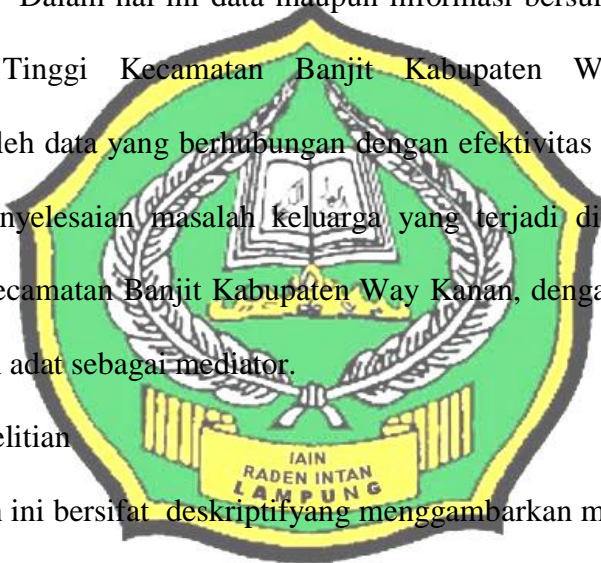 Dalam hal ini data maupun informasi
Tinggi Kecamatan Banjit Kabupaten W
leh data yang berhubungan dengan efektivitas
nyelesaian masalah keluarga yang terjadi di
ecamatan Banjit Kabupaten Way Kanan, denga
adat sebagai mediator.
elitian
IAIN
RADEN INTAN
LAMPUNG
ini bersifat deskriptifyang menggambarkan m